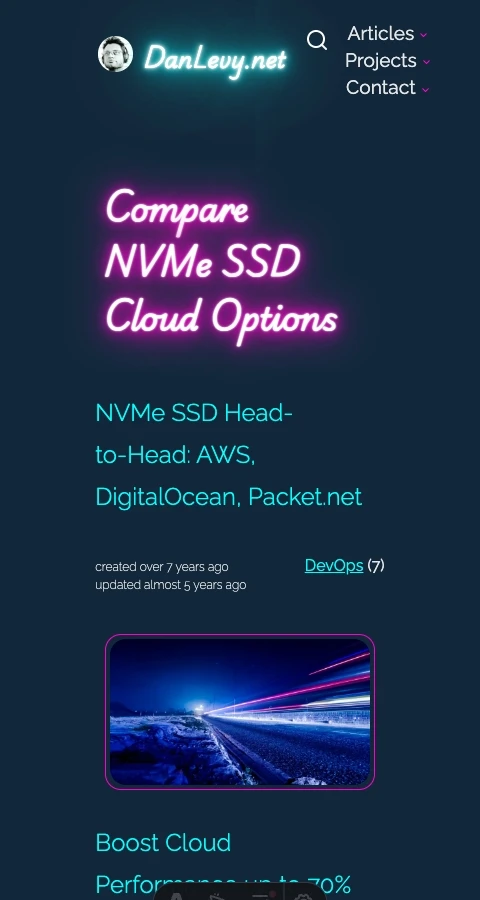 DanLevy.net
Articles
Projects
Contact
Compare
NVMe SSD
Cloud Options
NVMe SSD Head-
to-Head: AWS,
DigitalOcean, Packet.net
created over 7 years ago
updated almost 5 years ago
DevOps (7)
Boost Cloud
Performance up to 70%